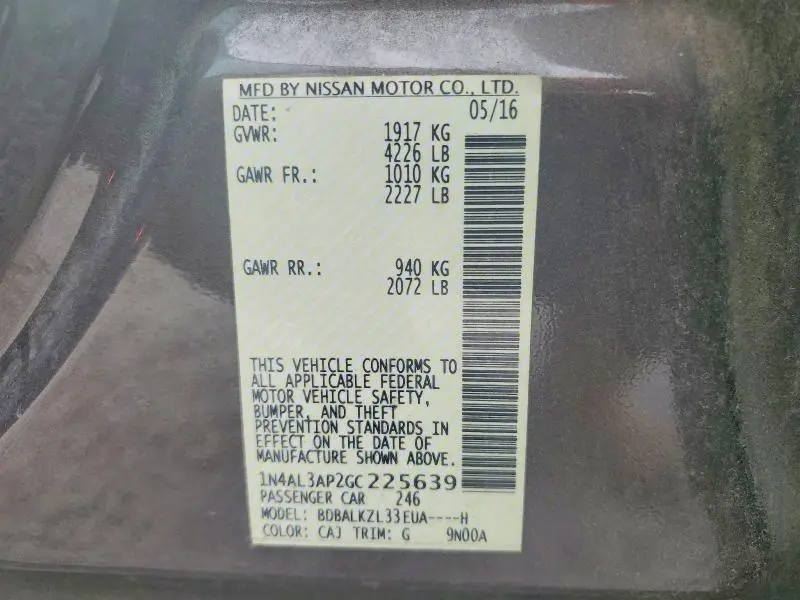 MFD BY NISSAN MOTOR CO., LTD.
DATE: 05/16
GVWR: 1917 KG
4226 LB
GAWR FR.: 1010 KG
2227 LB
GAWR RR.: 940 KG
2072 LB
THIS VEHICLE CONFORMS TO
ALL APPLICABLE FEDERAL
MOTOR VEHICLE SAFETY,
BUMPER, AND THEFT
PREVENTION STANDARDS IN
EFFECT ON THE DATE OF
MANUFACTURE SHOWN ABOVE.
1N4AL3AP2GC225639
PASSENGER CAR 246
MODEL: BDBALKZL33EUA----H
COLOR: CAJ TRIM: G 9N00A